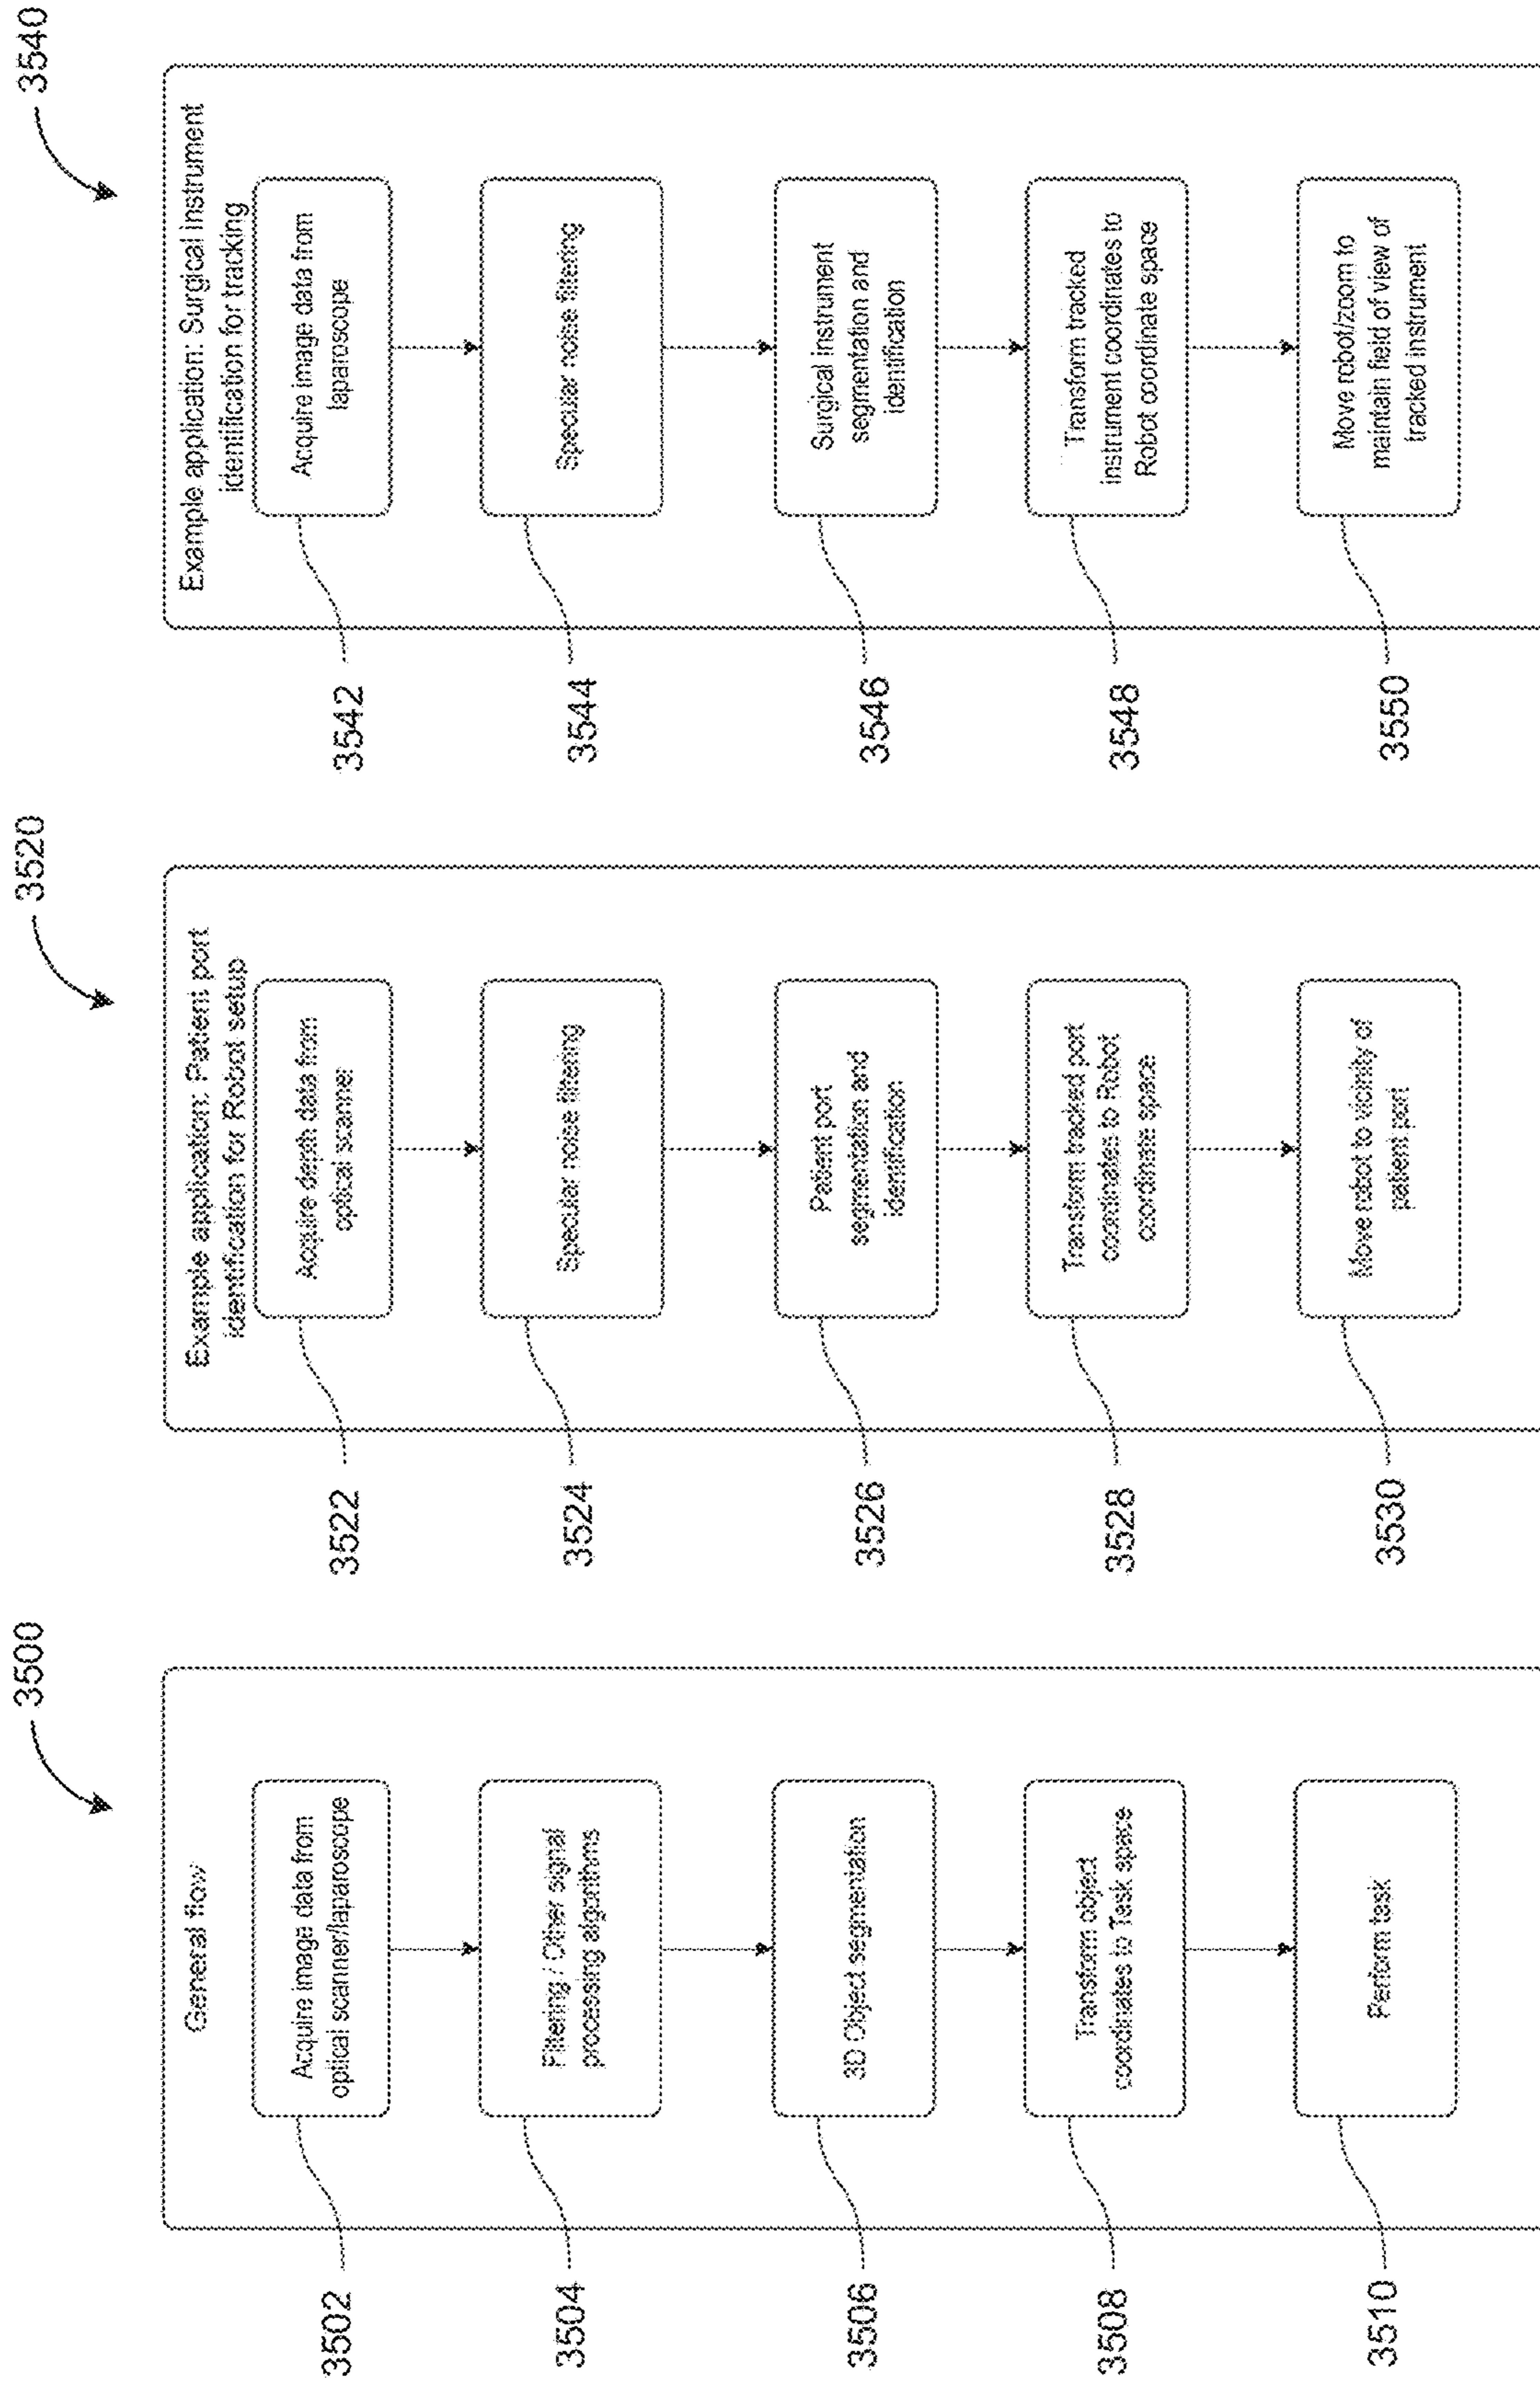 3500
General flow
3502
Acquire image data from
optical scanner/laparoscope
3504
Filtering / Other signal
processing algorithms
3506
3D Object segmentation
3508
Transform object
coordinates to Task space
3510
Perform task
3520
Example application: Patient port
identification for Robot setup
3522
Acquire depth data from
optical scanner
3524
Specular noise filtering
3526
Patient port
segmentation and
identification
3528
Transform tracked port
coordinates to Robot
coordinate space
3530
Move robot to vicinity of
patient port
3540
Example application: Surgical instrument
identification for tracking
3542
Acquire image data from
laparoscope
3544
Specular noise filtering
3546
Surgical instrument
segmentation and
identification
3548
Transform tracked
instrument coordinates to
Robot coordinate space
3550
Move robot/zoom to
maintain field of view of
tracked instrument